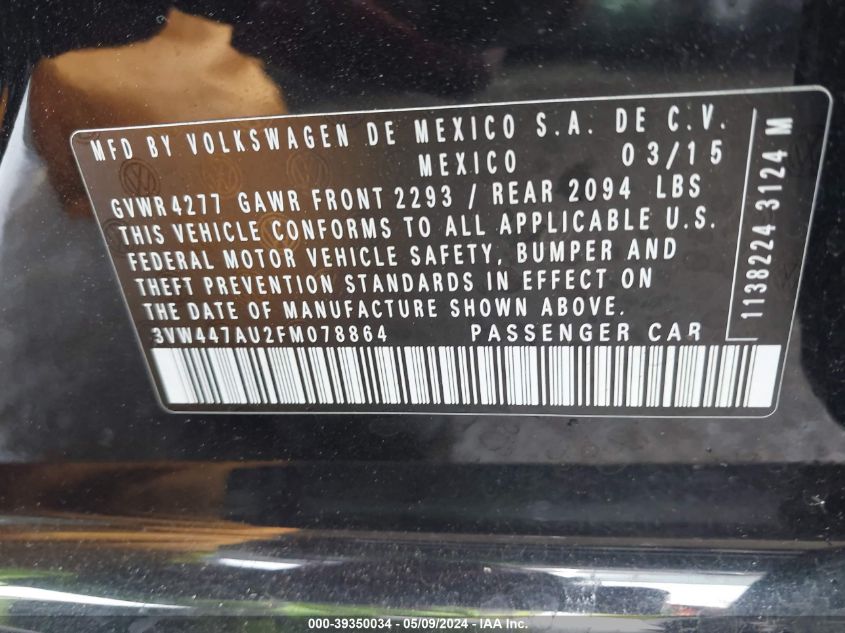 MFD BY VOLKSWAGEN DE MEXICO S.A. DE C.V.
MEXICO 03/15
GVWR4277 GAWR FRONT 2293 / REAR 2094 LBS
THIS VEHICLE CONFORMS TO ALL APPLICABLE U.S.
FEDERAL MOTOR VEHICLE SAFETY, BUMPER AND
THEFT PREVENTION STANDARDS IN EFFECT ON
THE DATE OF MANUFACTURE SHOWN ABOVE.
3VW447AU2FM078864 PASSENGER CAR
1138224 3124 M
000-39350034 - 05/09/2024 - IAA Inc.